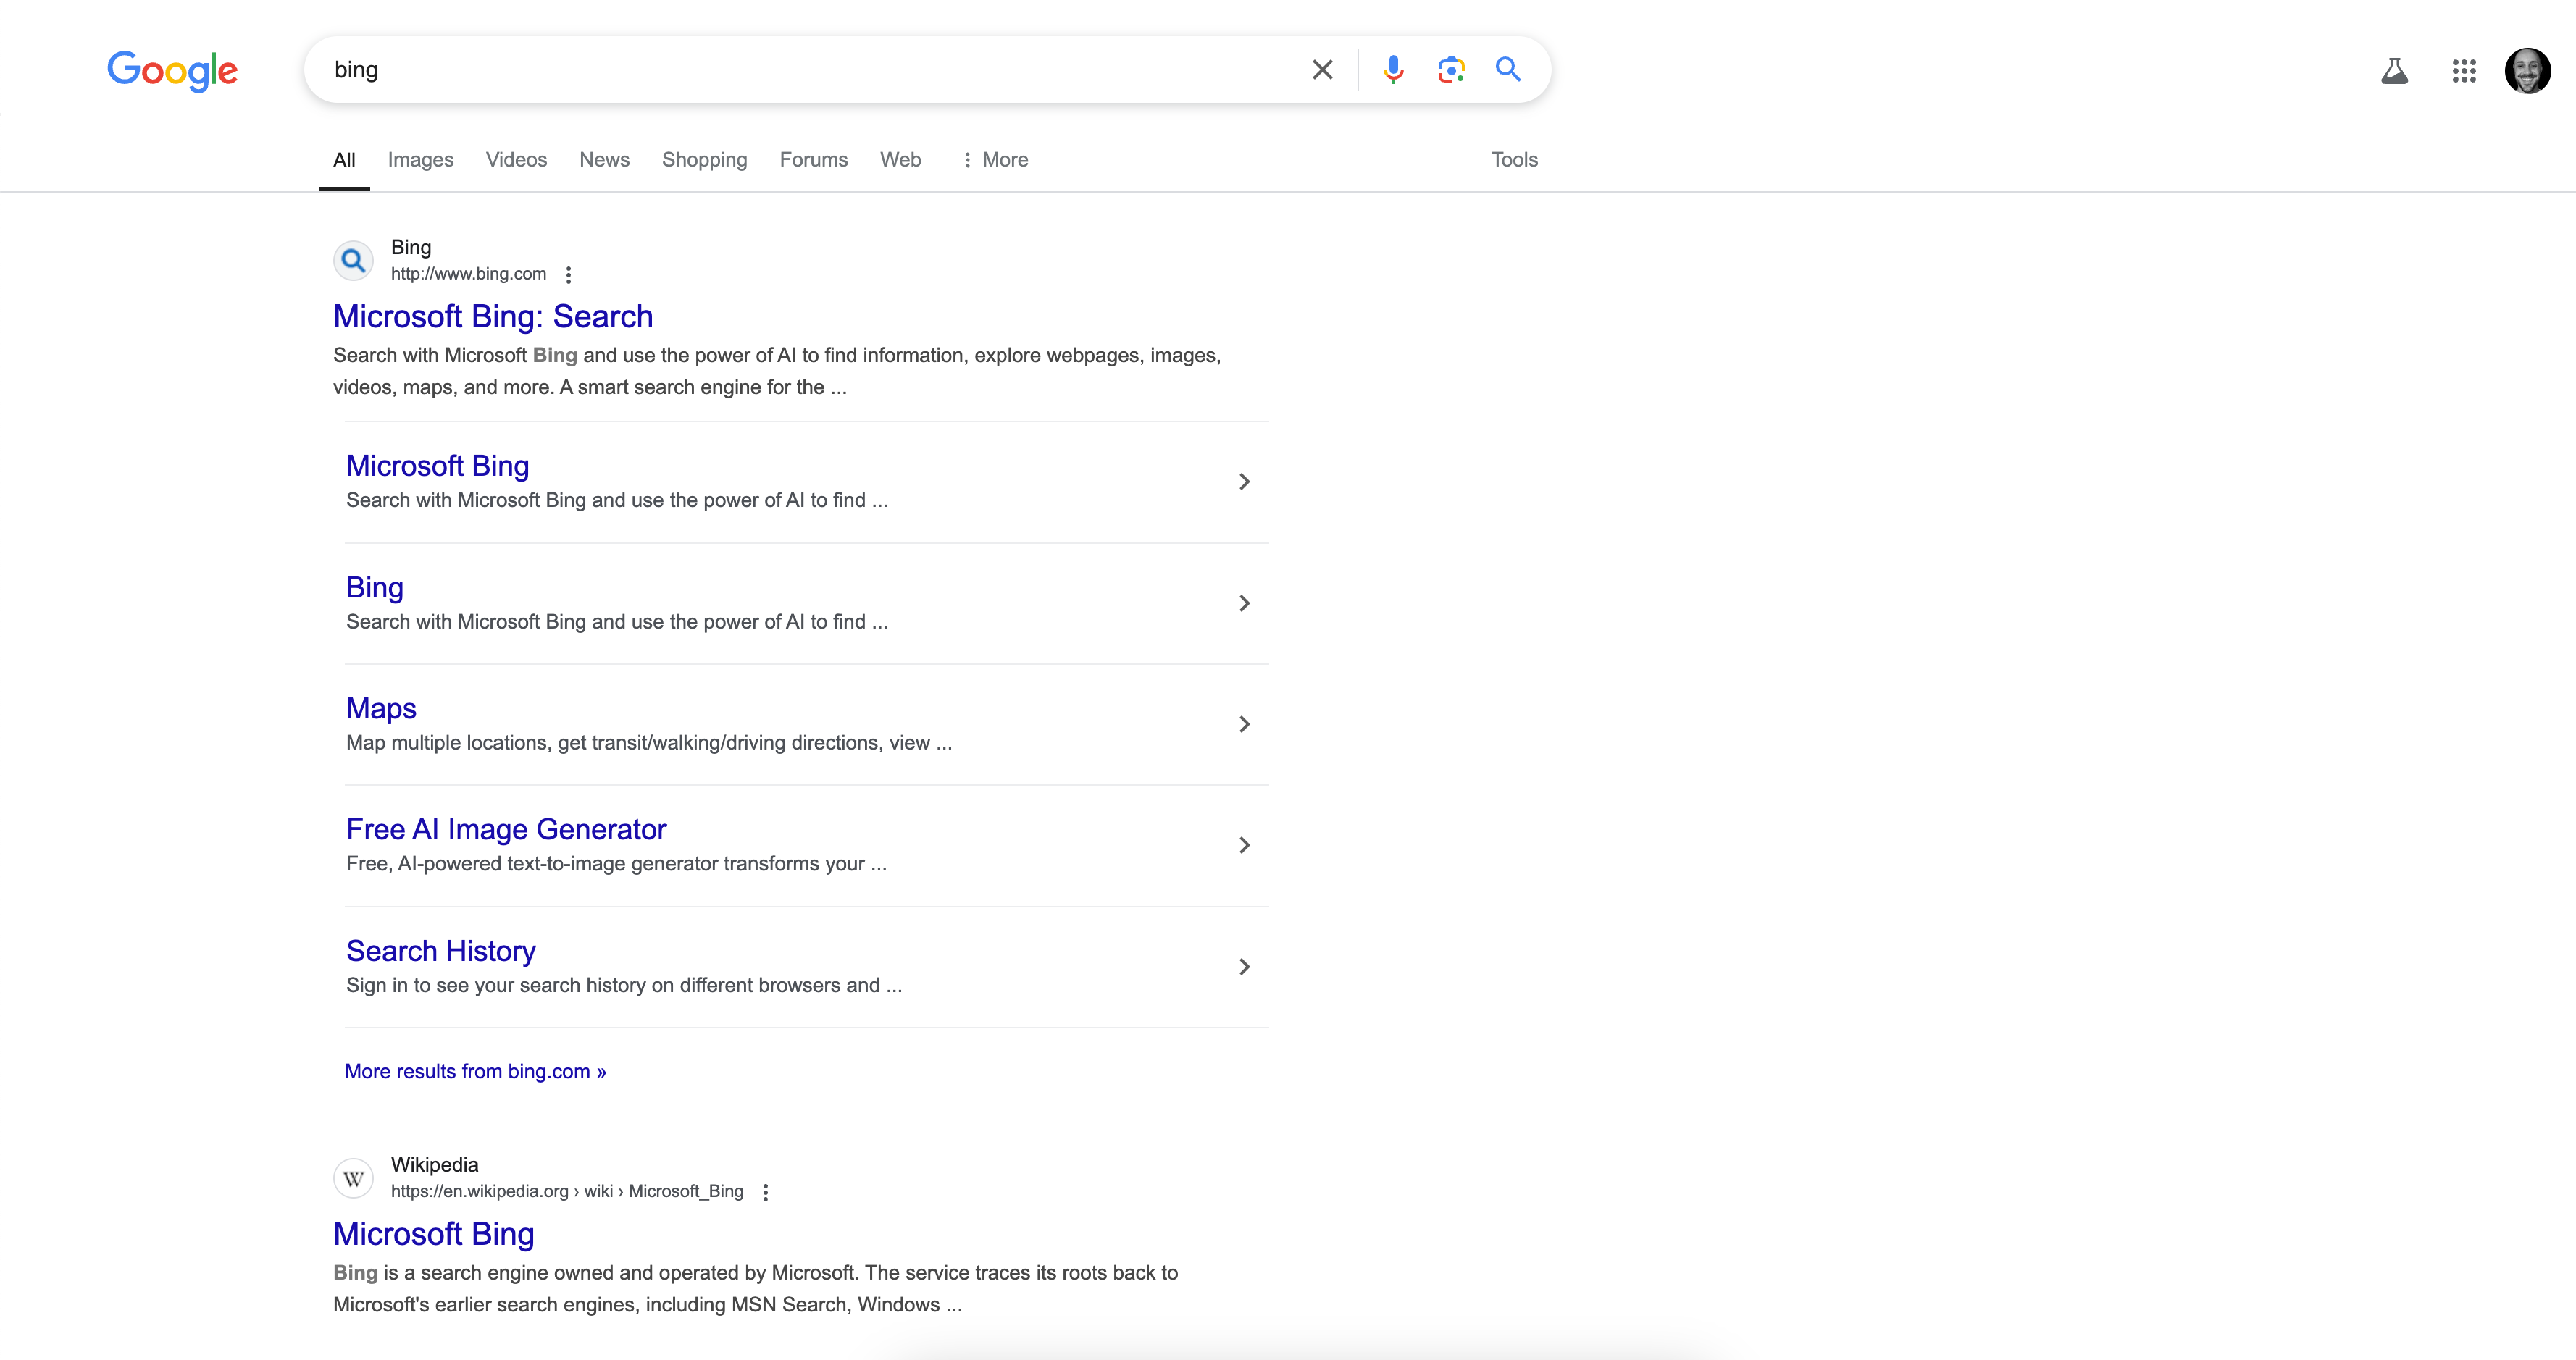 Google
bing
All Images Videos News Shopping Forums Web More Tools
Bing
http://www.bing.com
Microsoft Bing: Search
Search with Microsoft Bing and use the power of AI to find information, explore webpages, images,
videos, maps, and more. A smart search engine for the ...
Microsoft Bing
Search with Microsoft Bing and use the power of AI to find ...
Bing
Search with Microsoft Bing and use the power of AI to find ...
Maps
Map multiple locations, get transit/walking/driving directions, view ...
Free AI Image Generator
Free, AI-powered text-to-image generator transforms your ...
Search History
Sign in to see your search history on different browsers and ...
More results from bing.com »
W
Wikipedia
https://en.wikipedia.org › wiki › Microsoft_Bing
Microsoft Bing
Bing is a search engine owned and operated by Microsoft. The service traces its roots back to
Microsoft's earlier search engines, including MSN Search, Windows ...